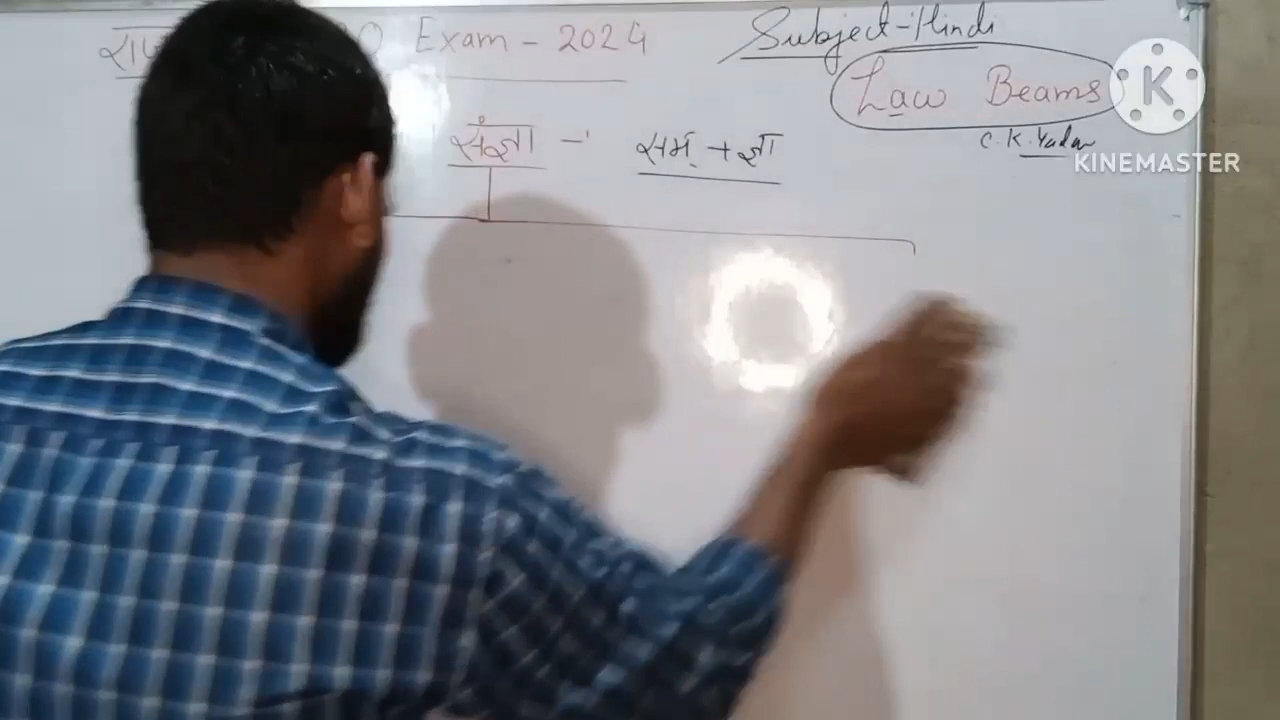 Exam - 2024
Subject-Hindi
Law Beams
C. K. Yadav
K
KINEMASTER
संज्ञा - सम् + ज्ञा